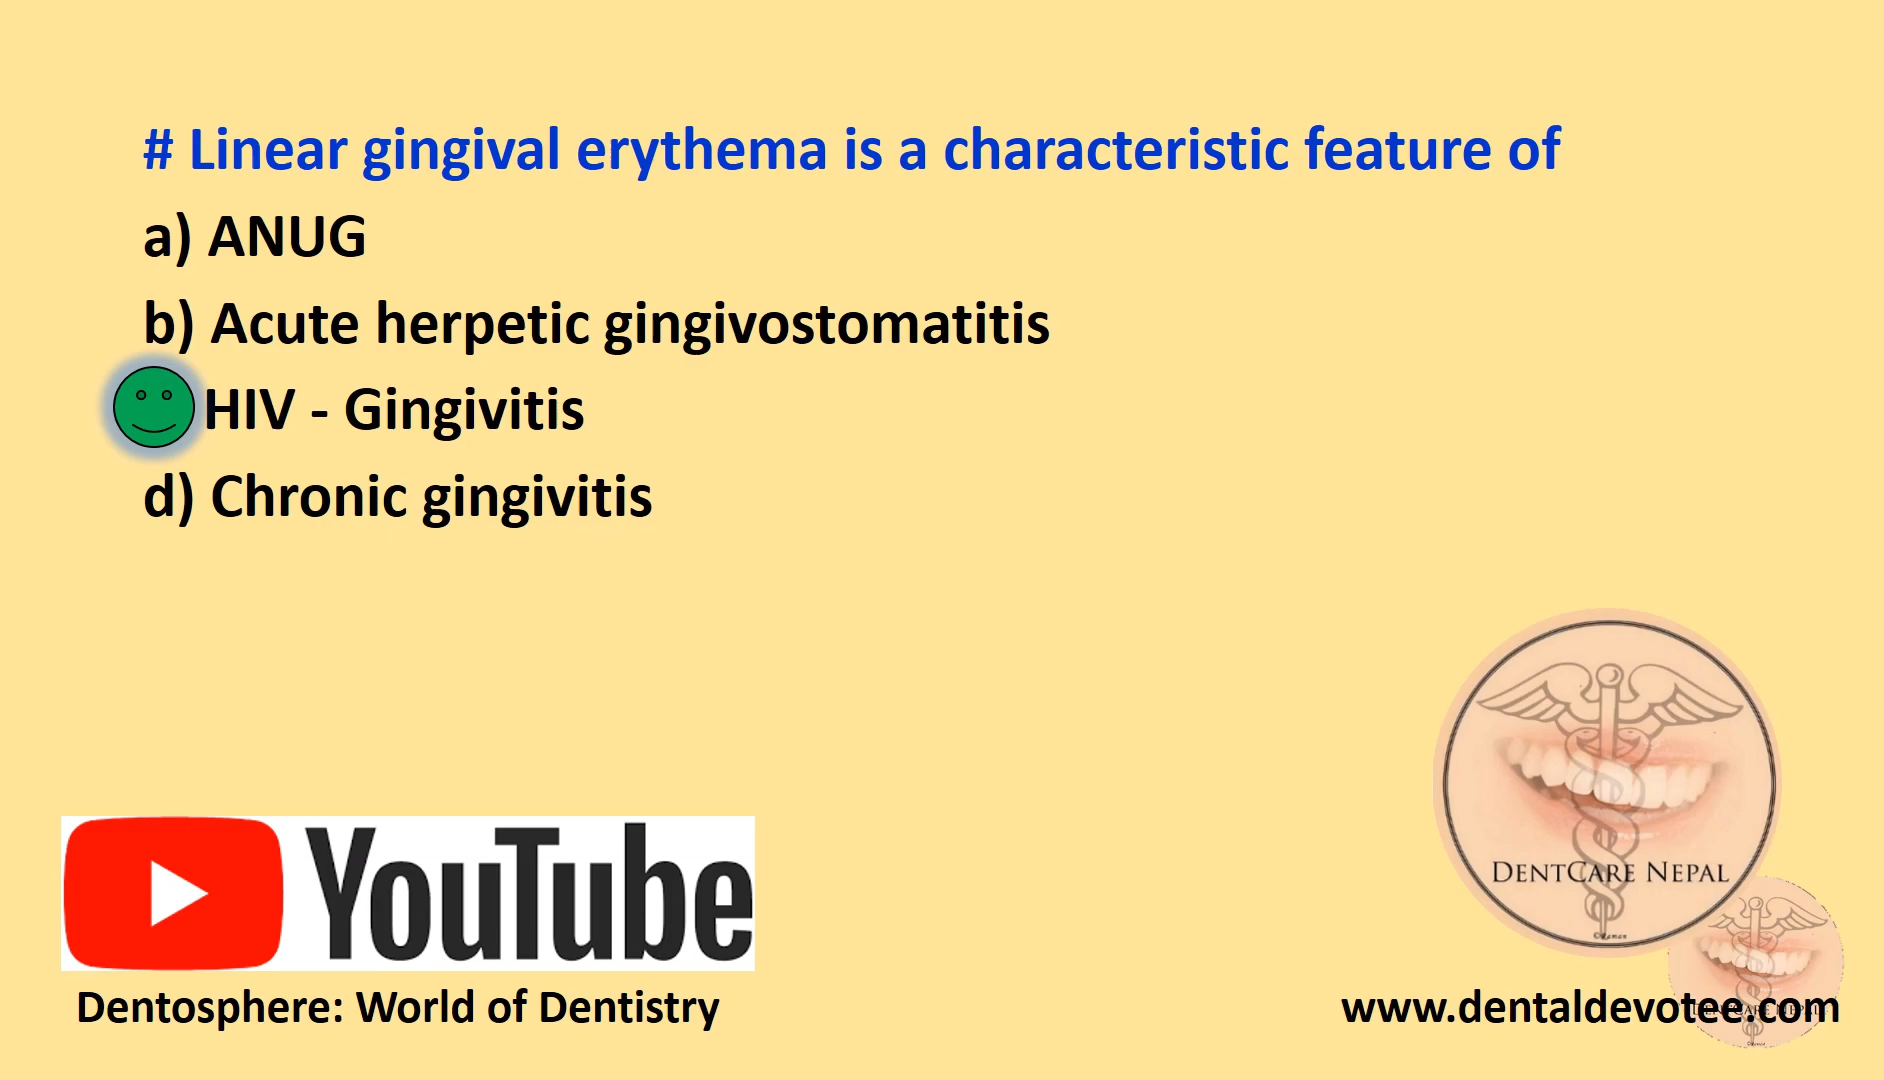 # Linear gingival erythema is a characteristic feature of
a) ANUG
b) Acute herpetic gingivostomatitis
HIV - Gingivitis
d) Chronic gingivitis
DENTCARE NEPAL
YouTube
Dentosphere: World of Dentistry
www.dentaldevotee.com